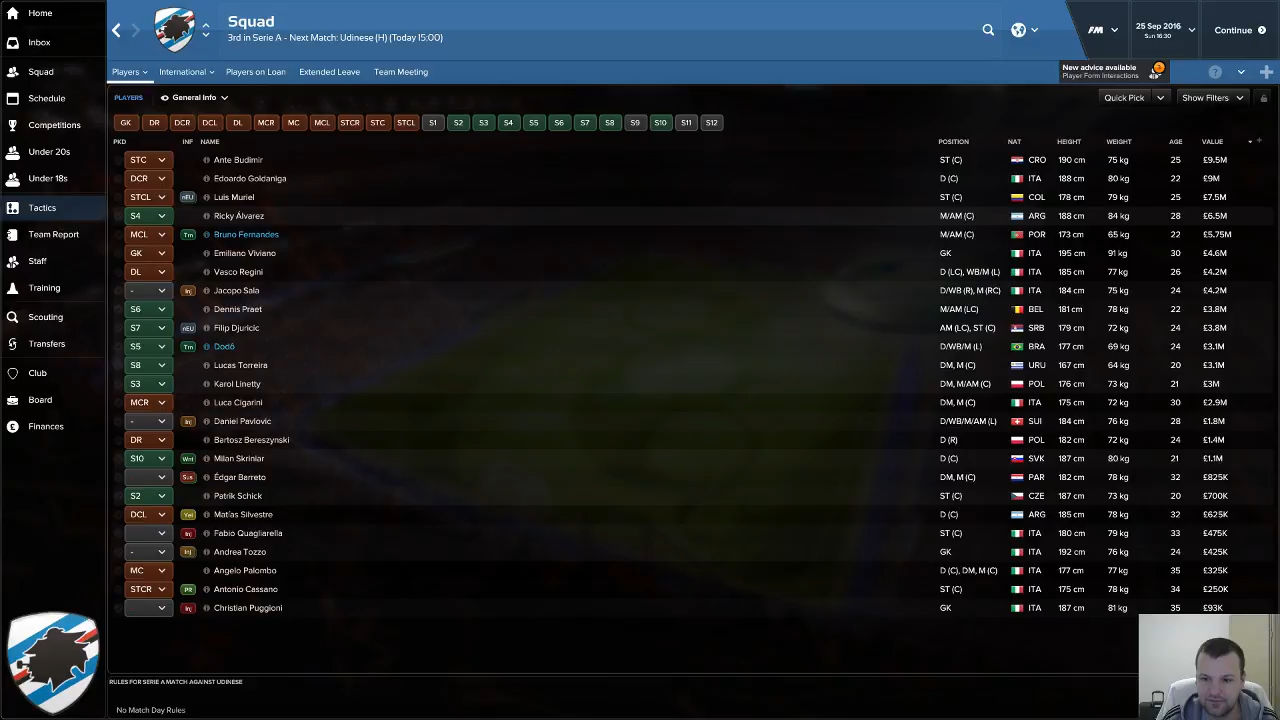 Home
Inbox
Squad
Schedule
Competitions
Under 20s
Under 18s
Tactics
Team Report
Staff
Training
Scouting
Transfers
Club
Board
Finances
Squad
3rd in Serie A - Next Match: Udinese (H) (Today 15:00)
FM
25 Sep 2016
Sun 16:30
Continue
Players International Players on Loan Extended Leave Team Meeting
New advice available
Player Form Interactions
?
PLAYERS General Info Quick Pick Show Filters
GK DR DCR DCL DL MCR MC MCL STCR STC STCL S1 S2 S3 S4 S5 S6 S7 S8 S9 S10 S11 S12
PKD INF NAME POSITION NAT HEIGHT WEIGHT AGE VALUE
STC Ante Budimir ST (C) CRO 190 cm 75 kg 25 £9.5M
DCR Edoardo Goldaniga D (C) ITA 188 cm 80 kg 22 £9M
STCL nEU Luis Muriel ST (C) COL 178 cm 79 kg 25 £7.5M
S4 Ricky Álvarez M/AM (C) ARG 188 cm 84 kg 28 £6.5M
MCL Trn Bruno Fernandes M/AM (C) POR 173 cm 65 kg 22 £5.75M
GK Emiliano Viviano GK ITA 195 cm 91 kg 30 £4.6M
DL Vasco Regini D (LC), WB/M (L) ITA 185 cm 77 kg 26 £4.2M
- Inj Jacopo Sala D/WB (R), M (RC) ITA 184 cm 75 kg 24 £4.2M
S6 Dennis Praet M/AM (LC) BEL 181 cm 78 kg 22 £3.8M
S7 nEU Filip Djuricic AM (LC), ST (C) SRB 179 cm 72 kg 24 £3.8M
S5 Trn Dodô D/WB/M (L) BRA 177 cm 69 kg 24 £3.1M
S8 Lucas Torreira DM, M (C) URU 167 cm 64 kg 20 £3.1M
S3 Karol Linetty DM, M/AM (C) POL 176 cm 73 kg 21 £3M
MCR Luca Cigarini DM, M (C) ITA 175 cm 72 kg 30 £2.9M
- Inj Daniel Pavlovic D/WB/M/AM (L) SUI 184 cm 76 kg 28 £1.8M
DR Bartosz Bereszynski D (R) POL 182 cm 72 kg 24 £1.4M
S10 Wnt Milan Skriniar D (C) SVK 187 cm 80 kg 21 £1.1M
Sus Édgar Barreto DM, M (C) PAR 182 cm 78 kg 32 £825K
S2 Patrik Schick ST (C) CZE 187 cm 73 kg 20 £700K
DCL Yel Matías Silvestre D (C) ARG 185 cm 78 kg 32 £625K
Inj Fabio Quagliarella ST (C) ITA 180 cm 79 kg 33 £475K
- Inj Andrea Tozzo GK ITA 192 cm 76 kg 24 £425K
MC Angelo Palombo D (C), DM, M (C) ITA 177 cm 77 kg 35 £325K
STCR PR Antonio Cassano ST (C) ITA 175 cm 78 kg 34 £250K
Inj Christian Puggioni GK ITA 187 cm 81 kg 35 £93K
RULES FOR SERIE A MATCH AGAINST UDINESE
No Match Day Rules